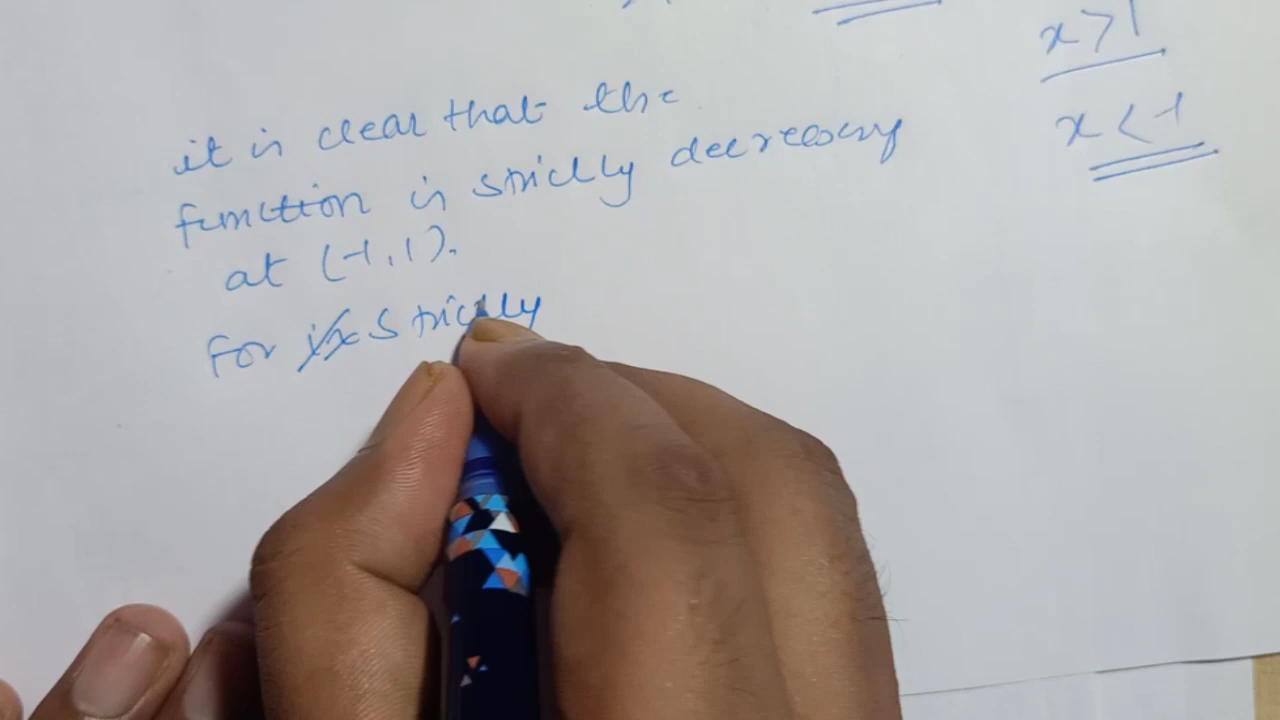 x>1
x<-1
it is clear that the
function is strictly decreasing
at (-1,1).
For strictly